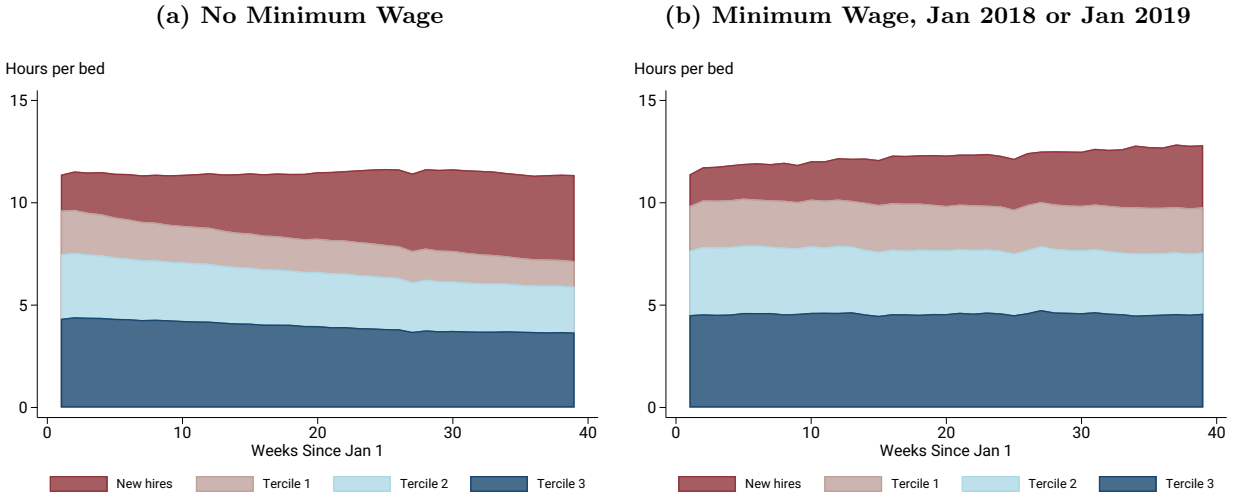 (a) No Minimum Wage
Hours per bed
15
10
5
0
0 10 20 30 40
Weeks Since Jan 1
New hires Tercile 1 Tercile 2 Tercile 3
(b) Minimum Wage, Jan 2018 or Jan 2019
Hours per bed
15
10
5
0
0 10 20 30 40
Weeks Since Jan 1
New hires Tercile 1 Tercile 2 Tercile 3